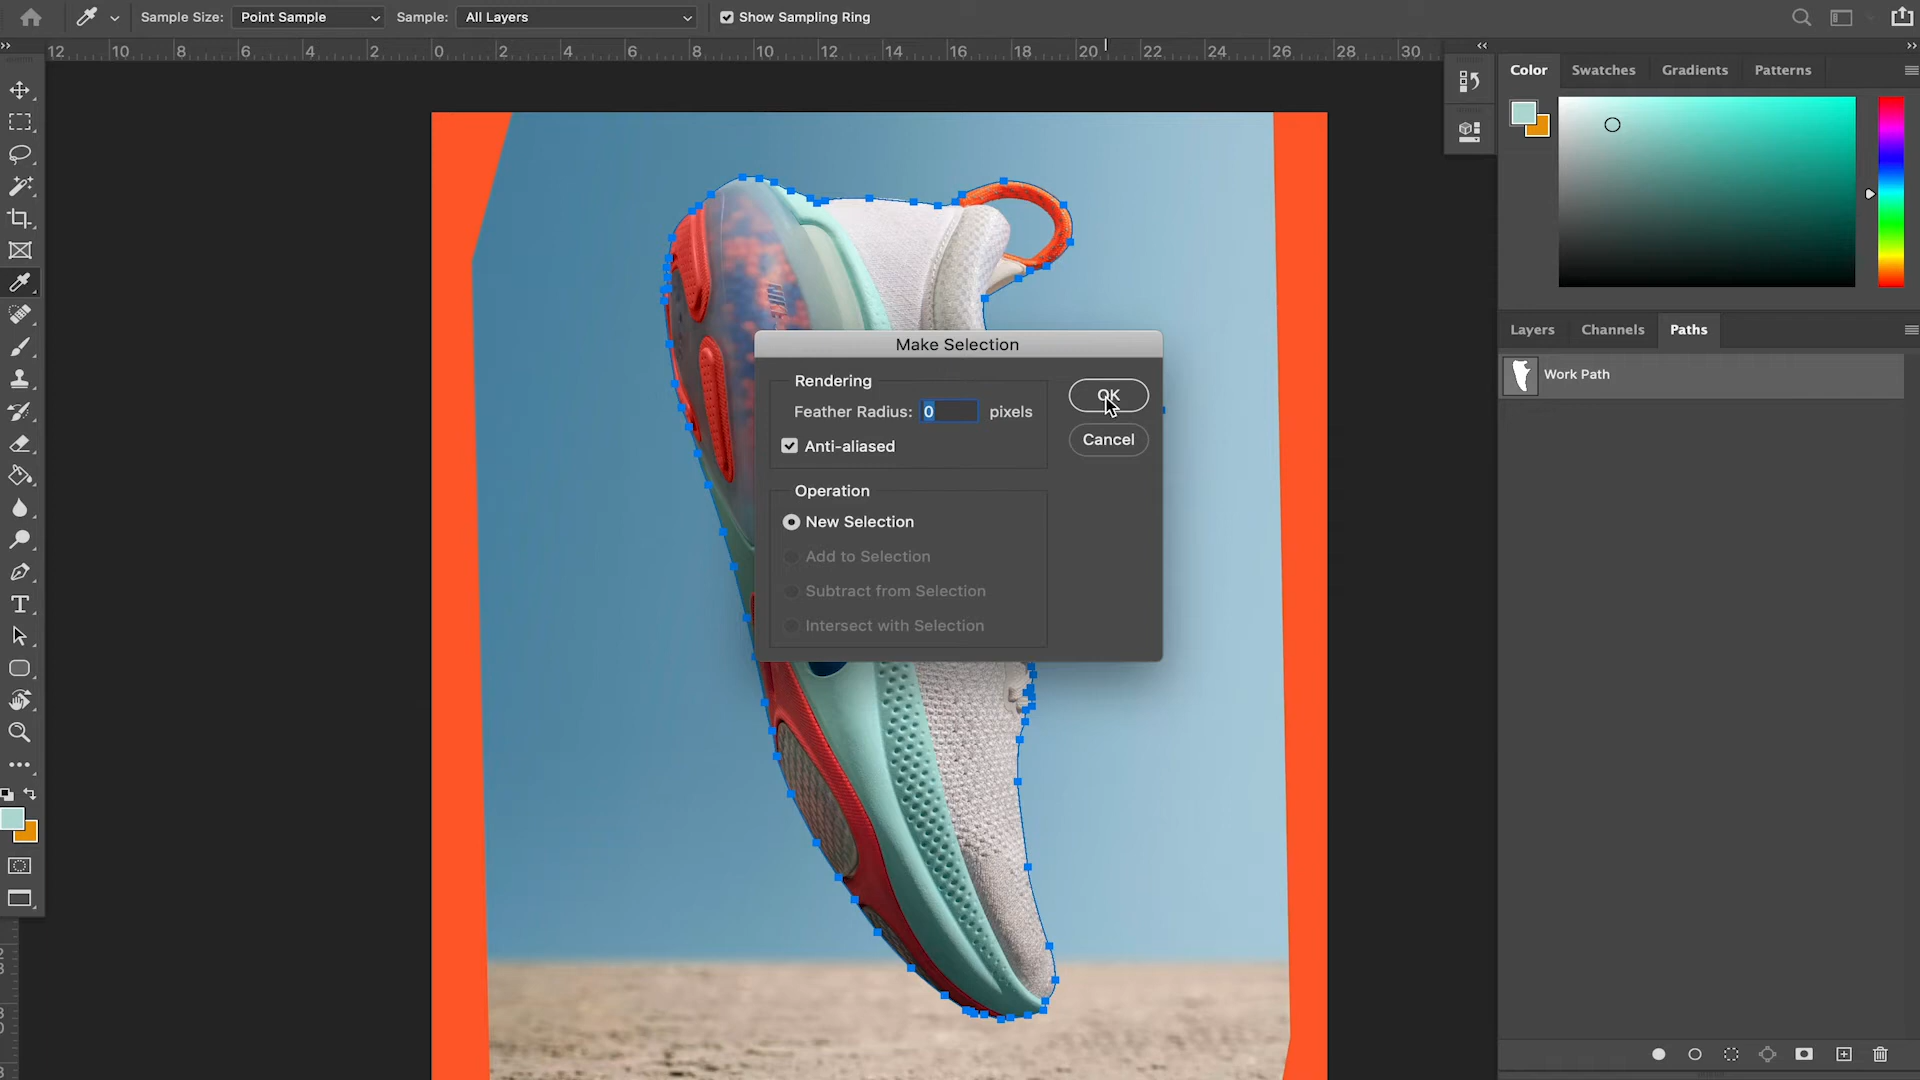 Sample Size: Point Sample Sample: All Layers Show Sampling Ring
12 10 8 6 4 2 0 2 4 6 8 10 12 14 16 18 20 22 24 26 28 30
Color Swatches Gradients Patterns
Layers Channels Paths
Work Path
Make Selection
Rendering
Feather Radius: 0 pixels
Anti-aliased
OK
Cancel
Operation
New Selection
Add to Selection
Subtract from Selection
Intersect with Selection